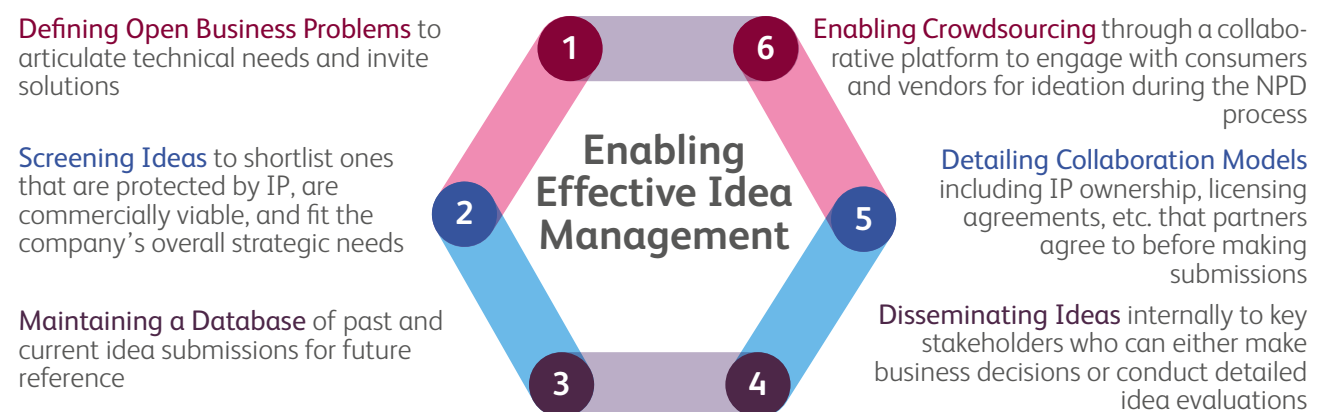 Defining Open Business Problems to
articulate technical needs and invite
solutions
1
Screening Ideas to shortlist ones
that are protected by IP, are
commercially viable, and fit the
company's overall strategic needs
2
Maintaining a Database of past and
current idea submissions for future
reference
3
Enabling
Effective Idea
Management
6
Enabling Crowdsourcing through a collabo-
rative platform to engage with consumers
and vendors for ideation during the NPD
process
5
Detailing Collaboration Models
including IP ownership, licensing
agreements, etc. that partners
agree to before making
submissions
4
Disseminating Ideas internally to key
stakeholders who can either make
business decisions or conduct detailed
idea evaluations